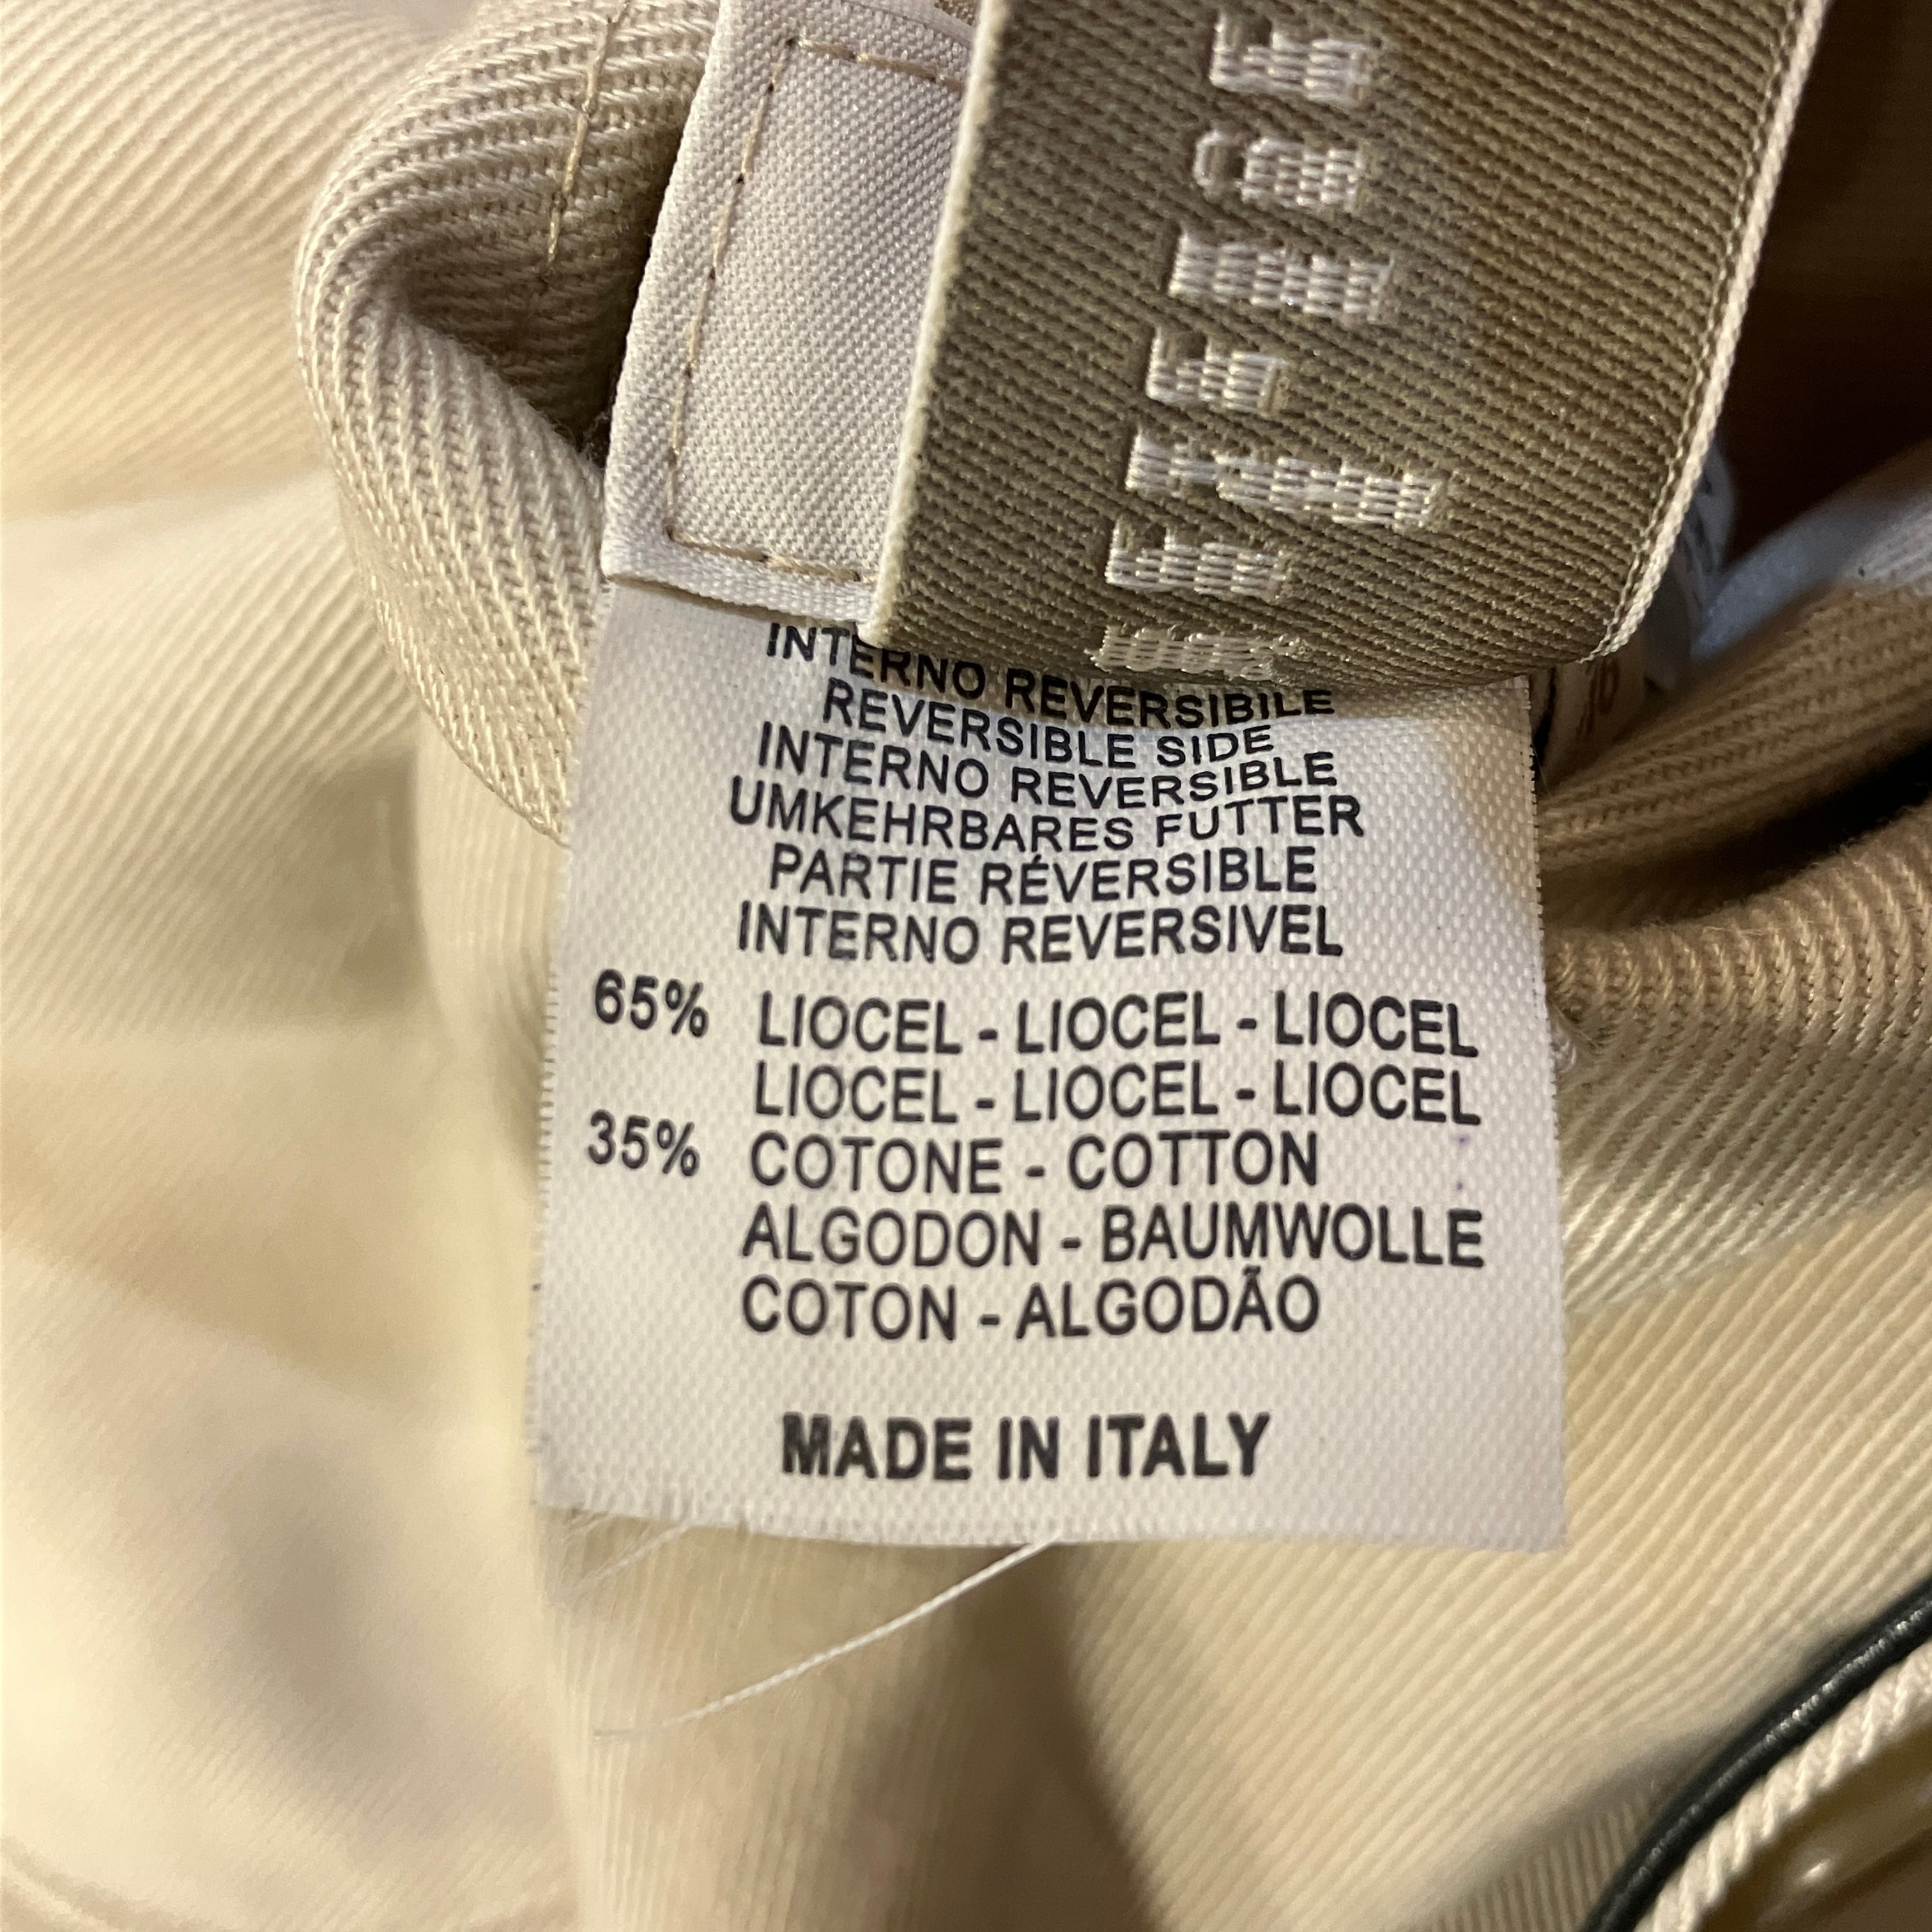 INTERNO REVERSIBILE
REVERSIBLE SIDE
INTERNO REVERSIBLE
UMKEHRBARES FUTTER
PARTIE RÉVERSIBLE
INTERNO REVERSIVEL
65% LIOCEL - LIOCEL - LIOCEL
LIOCEL - LIOCEL - LIOCEL
35% COTONE - COTTON
ALGODON - BAUMWOLLE
COTON - ALGODÃO
MADE IN ITALY